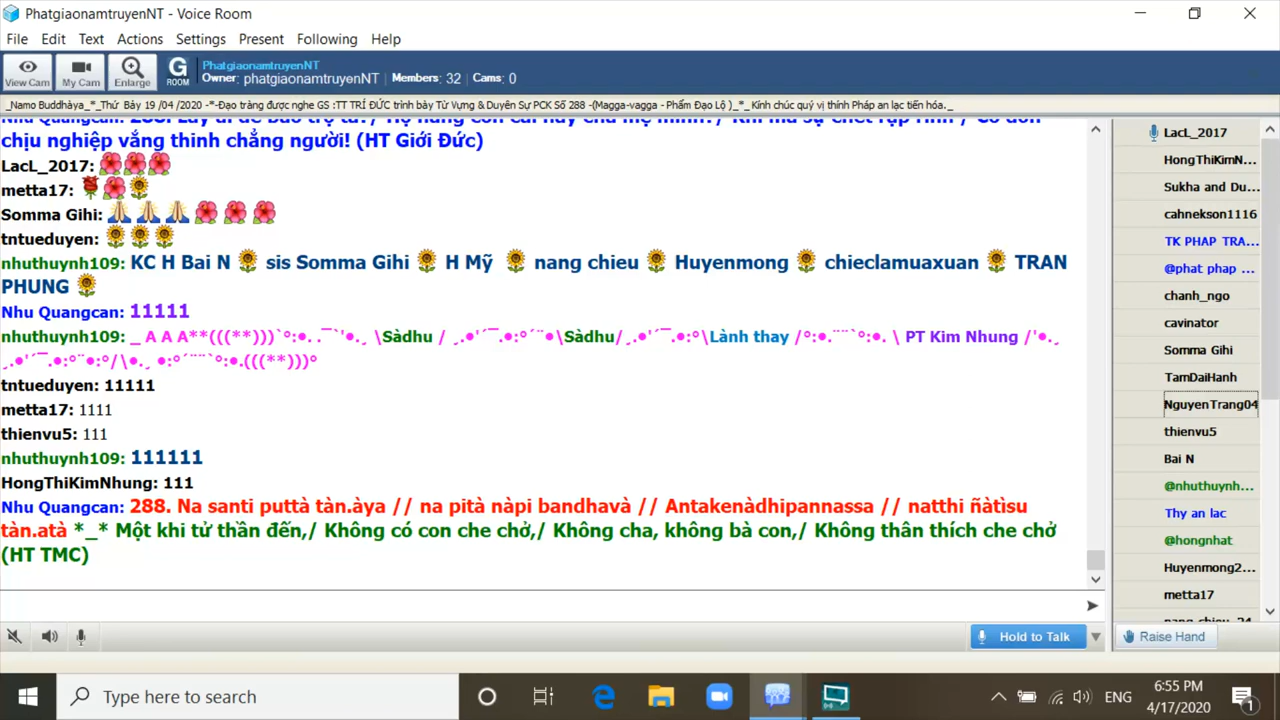 PhatgiaonamtruyenNT - Voice Room
File Edit Text Actions Settings Present Following Help
View Cam My Cam Enlarge G ROOM PhatgiaonamtruyenNT
Owner: phatgiaonamtruyenNT Members: 32 Cams: 0
_Namo Buddhàya_*_Thứ Bảy 19 /04 /2020 -*-Đạo tràng được nghe GS :TT TRÍ ĐỨC trình bày Từ Vựng & Duyên Sự PCK Số 288 -(Magga-vagga - Phẩm Đạo Lộ )_*_ Kính chúc quý vị thính Pháp an lạc tiến hóa._
chịu nghiệp vắng thinh chẳng người! (HT Giới Đức)
LacL_2017:
metta17:
Somma Gihi:
tntueduyen:
nhuthuynh109: KC H Bai N sis Somma Gihi H Mỹ nang chieu Huyenmong chieclamuaxuan TRAN
PHUNG
Nhu Quangcan: 11111
nhuthuynh109: _ A A A**(((**)))`°:•. .¯`'•.¸ \Sàdhu / ¸.•'´¯.•:°´¨•\Sàdhu/¸.•'´¯.•:°\Lành thay /°:•.¨¨`°:•. \ PT Kim Nhung /'•.¸
¸.•'´¯.•:°¨•:°/\•.¸ •:°´¨¨`°:•.(((**)))°
tntueduyen: 11111
metta17: 1111
thienvu5: 111
nhuthuynh109: 111111
HongThiKimNhung: 111
Nhu Quangcan: 288. Na santi puttà tàn.àya // na pità nàpi bandhavà // Antakenàdhipannassa // natthi ñàtìsu
tàn.atà *_* Một khi tử thần đến,/ Không có con che chở,/ Không cha, không bà con,/ Không thân thích che chở
(HT TMC)
LacL_2017
HongThiKimN...
Sukha and Du...
cahnekson1116
TK PHAP TRA...
@phat phap ...
chanh_ngo
cavinator
Somma Gihi
TamDaiHanh
NguyenTrang04
thienvu5
Bai N
@nhuthuynh...
Thy an lac
@hongnhat
Huyenmong2...
metta17
Hold to Talk Raise Hand
Type here to search
ENG
6:55 PM
4/17/2020
1